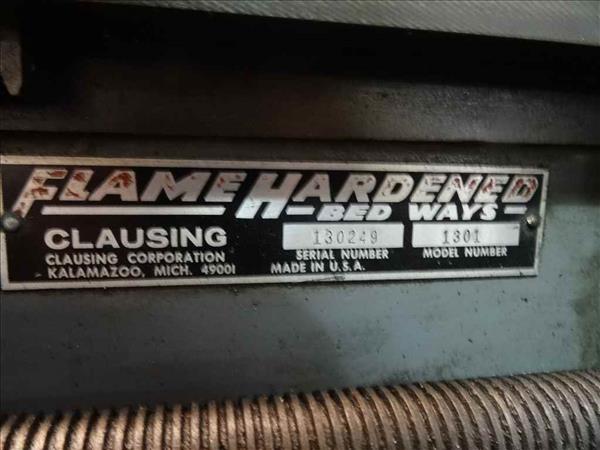 FLAME HARDENED
BED WAYS
CLAUSING
CLAUSING CORPORATION
KALAMAZOO, MICH. 49001
130249
SERIAL NUMBER
MADE IN U.S.A.
1301
MODEL NUMBER